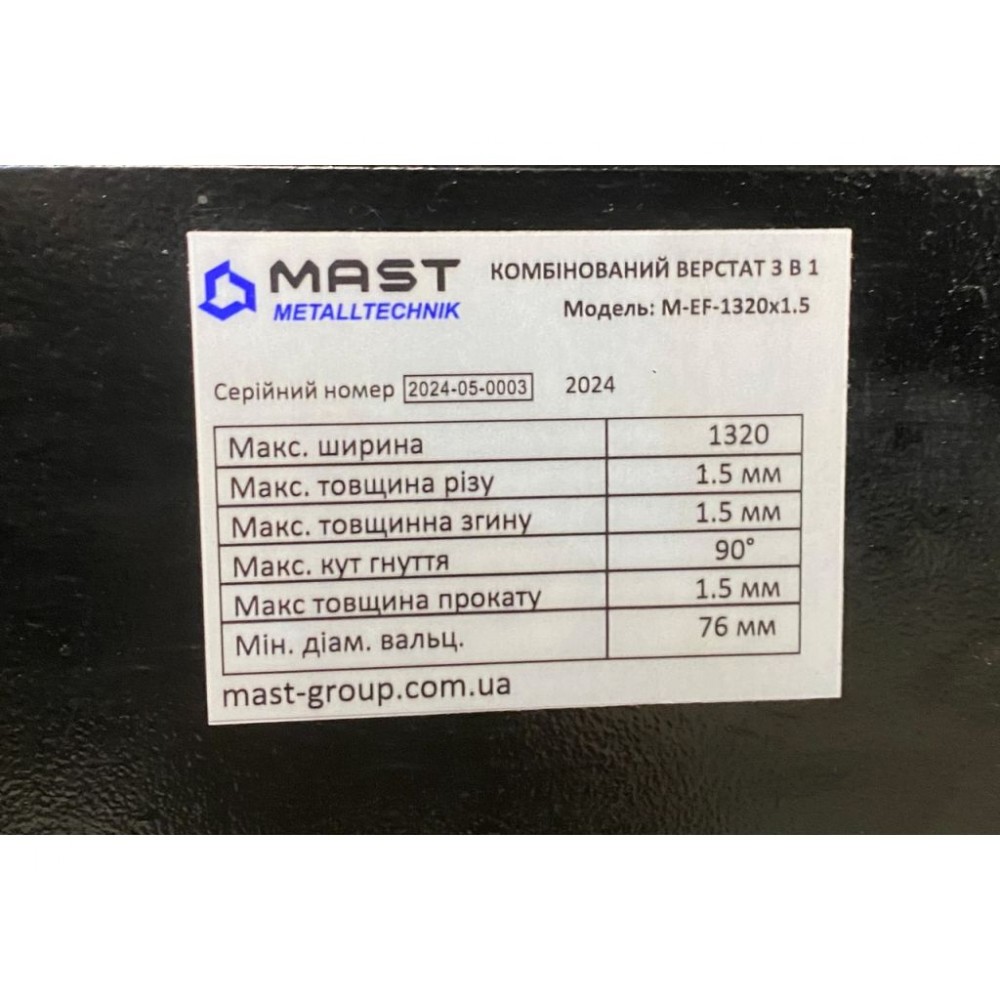 MAST
METALLTECHNIK
КОМБІНОВАНИЙ ВЕРСТАТ 3 В 1
Модель: M-EF-1320x1.5
Серійний номер 2024-05-0003 2024
Макс. ширина 1320
Макс. товщина різу 1.5 мм
Макс. товщинна згину 1.5 мм
Макс. кут гнуття 90°
Макс товщина прокату 1.5 мм
Мін. діам. вальц. 76 мм
mast-group.com.ua